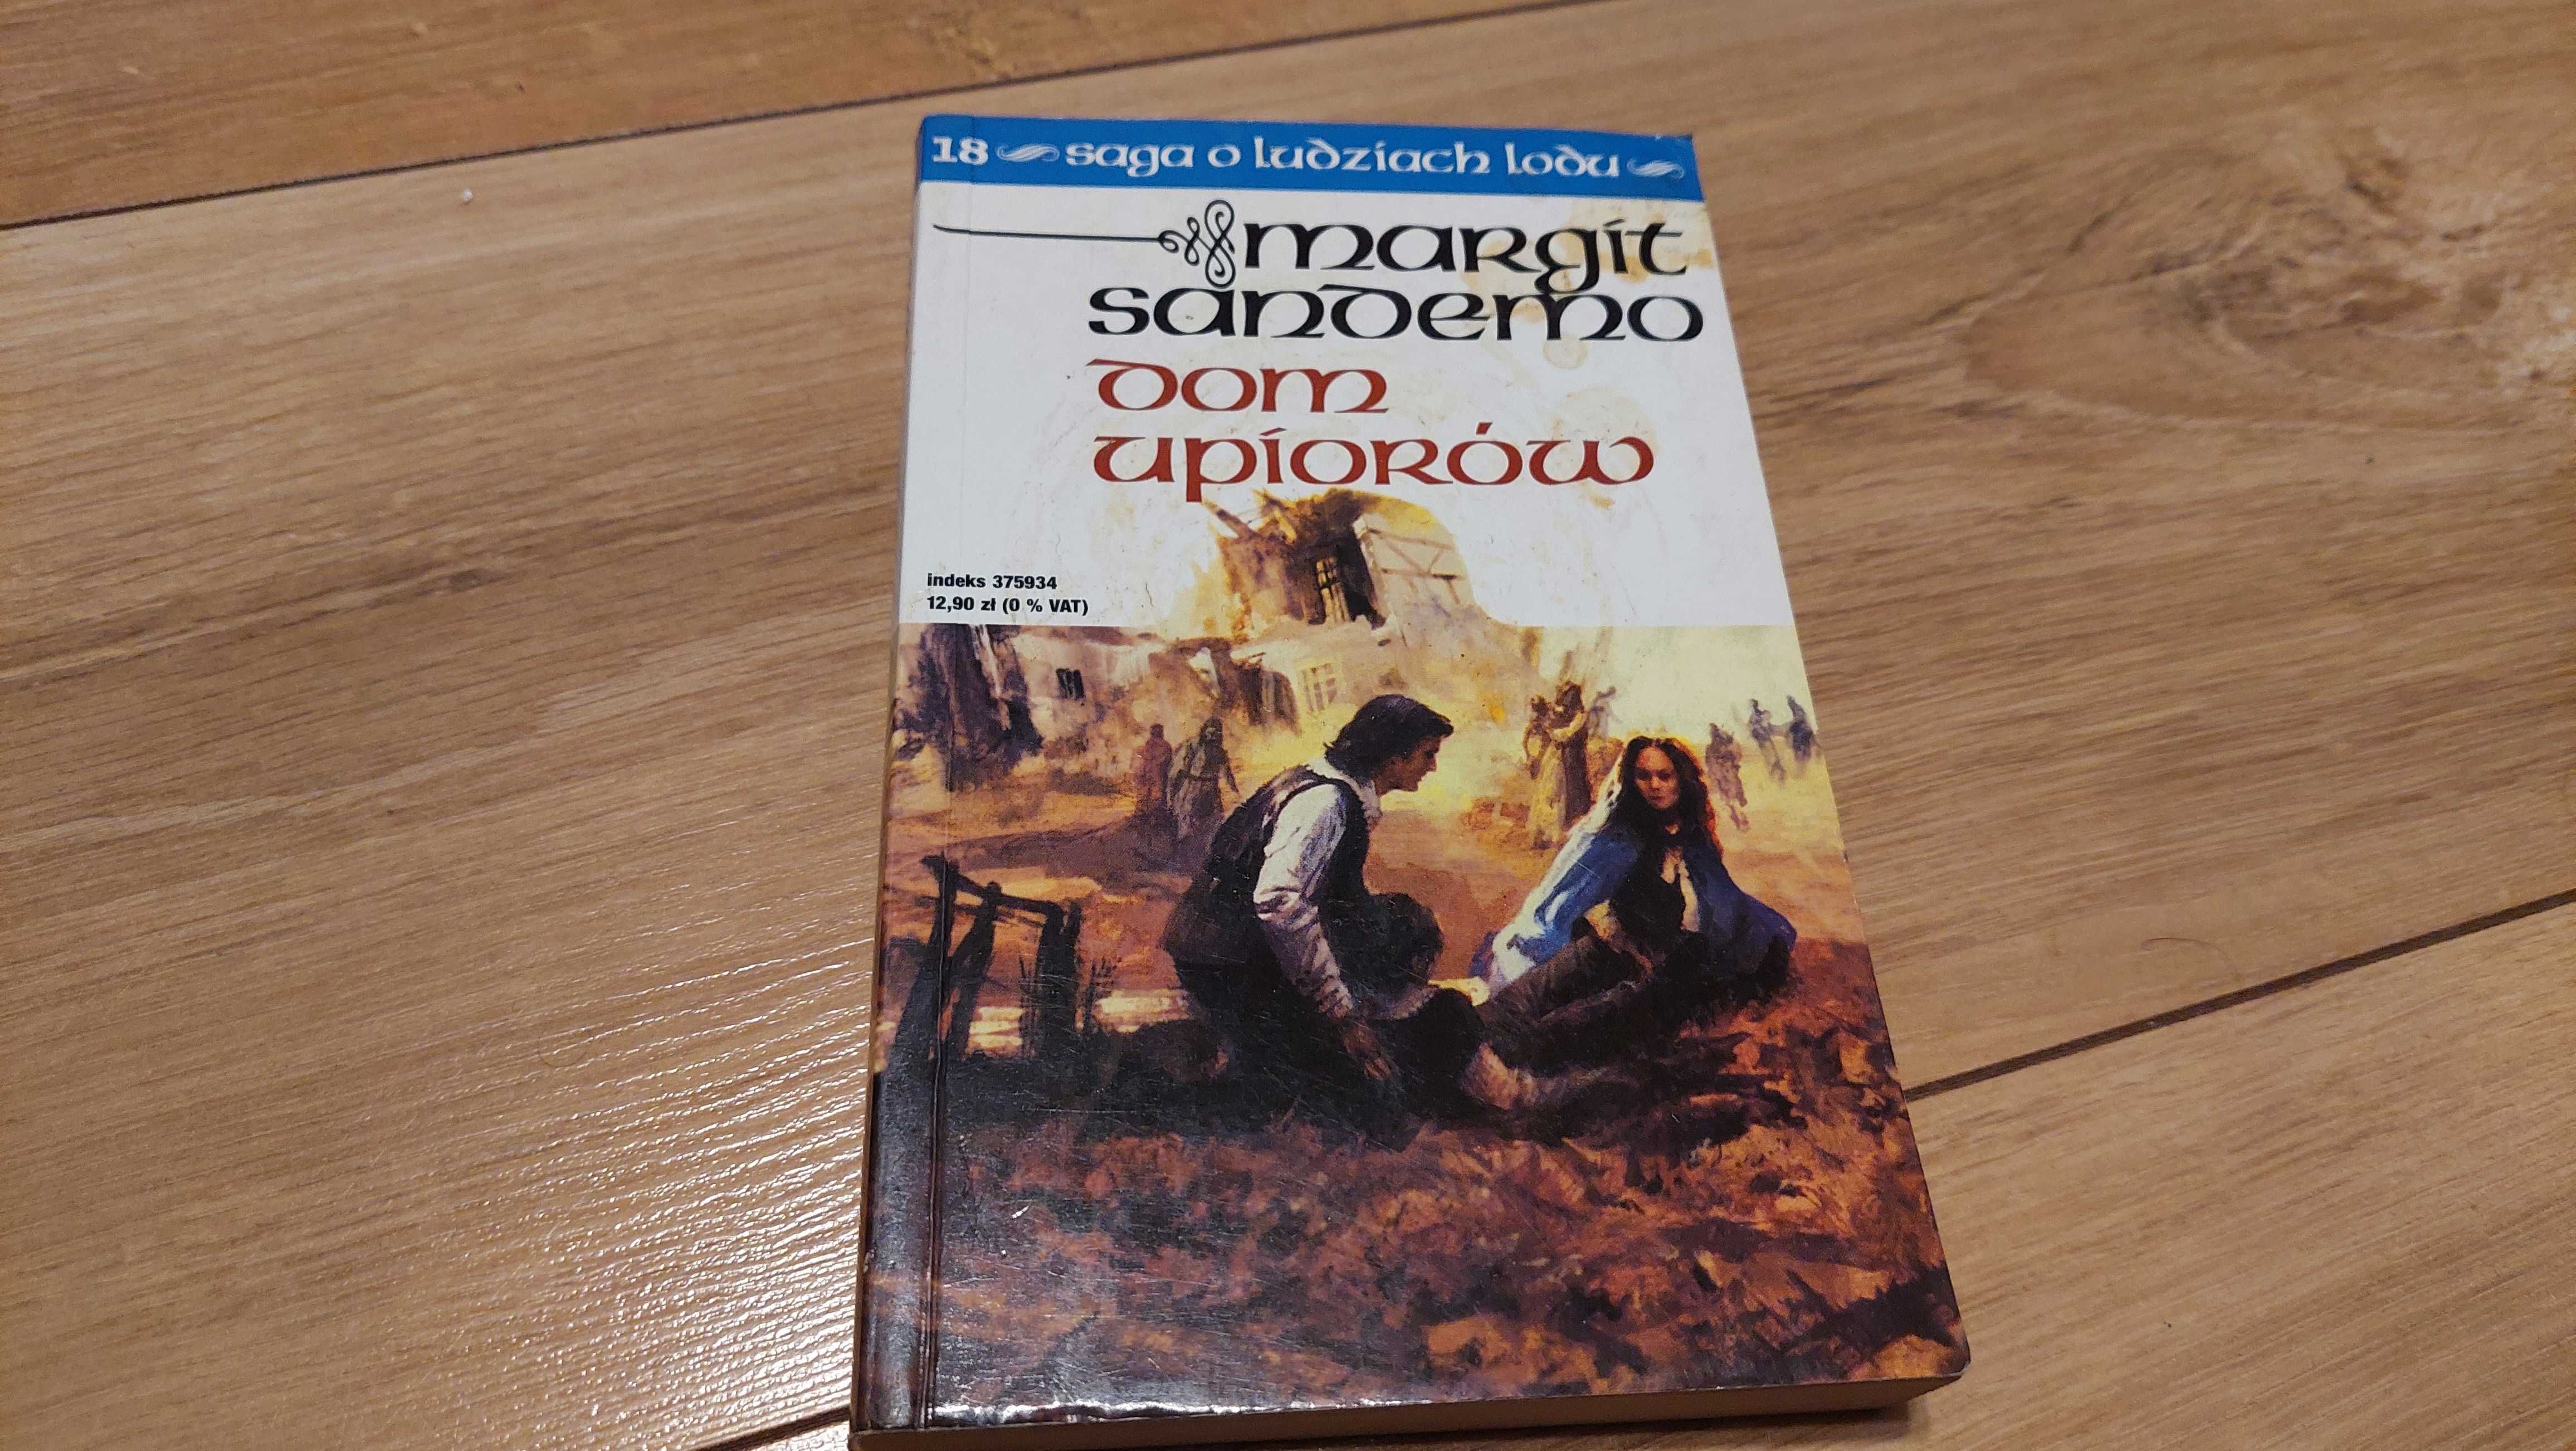 18 saga o ludziach lodu
margit
sandemo
dom
upiorów
indeks 375934
12,90 zł (0 % VAT)